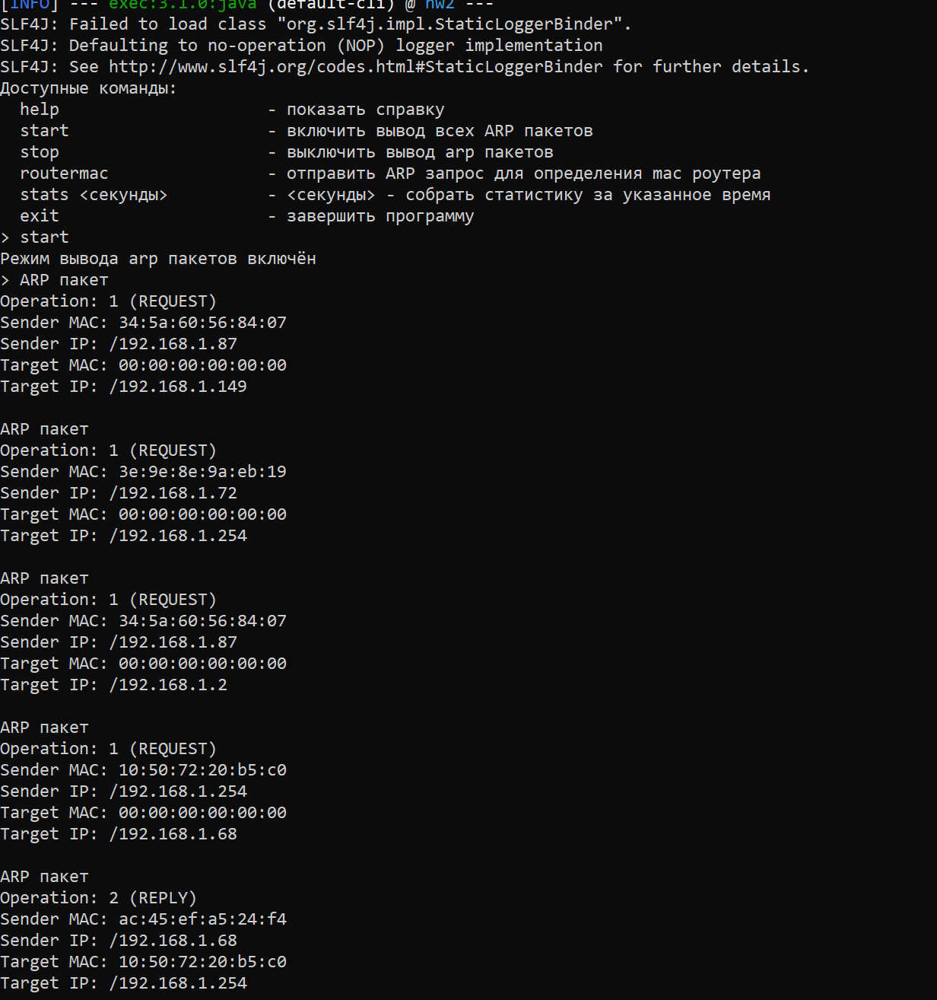 [INFO] --- exec:3.1.0:java (default-cli) @ hw2 ---
SLF4J: Failed to load class "org.slf4j.impl.StaticLoggerBinder".
SLF4J: Defaulting to no-operation (NOP) logger implementation
SLF4J: See http://www.slf4j.org/codes.html#StaticLoggerBinder for further details.
Доступные команды:
  help                     - показать справку
  start                    - включить вывод всех ARP пакетов
  stop                     - выключить вывод arp пакетов
  routermac                - отправить ARP запрос для определения mac роутера
  stats <секунды>          - <секунды> - собрать статистику за указанное время
  exit                     - завершить программу
> start
Режим вывода arp пакетов включён
> ARP пакет
Operation: 1 (REQUEST)
Sender MAC: 34:5a:60:56:84:07
Sender IP: /192.168.1.87
Target MAC: 00:00:00:00:00:00
Target IP: /192.168.1.149

ARP пакет
Operation: 1 (REQUEST)
Sender MAC: 3e:9e:8e:9a:eb:19
Sender IP: /192.168.1.72
Target MAC: 00:00:00:00:00:00
Target IP: /192.168.1.254

ARP пакет
Operation: 1 (REQUEST)
Sender MAC: 34:5a:60:56:84:07
Sender IP: /192.168.1.87
Target MAC: 00:00:00:00:00:00
Target IP: /192.168.1.2

ARP пакет
Operation: 1 (REQUEST)
Sender MAC: 10:50:72:20:b5:c0
Sender IP: /192.168.1.254
Target MAC: 00:00:00:00:00:00
Target IP: /192.168.1.68

ARP пакет
Operation: 2 (REPLY)
Sender MAC: ac:45:ef:a5:24:f4
Sender IP: /192.168.1.68
Target MAC: 10:50:72:20:b5:c0
Target IP: /192.168.1.254